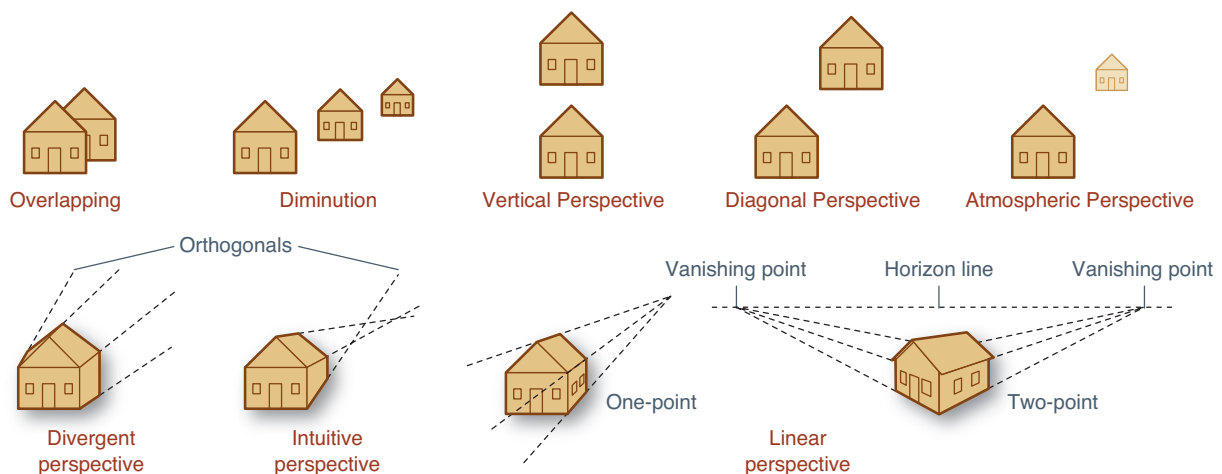 Overlapping
Diminution
Vertical Perspective
Diagonal Perspective
Atmospheric Perspective
Orthogonals
Vanishing point
Horizon line
Vanishing point
One-point
Two-point
Divergent
perspective
Intuitive
perspective
Linear
perspective